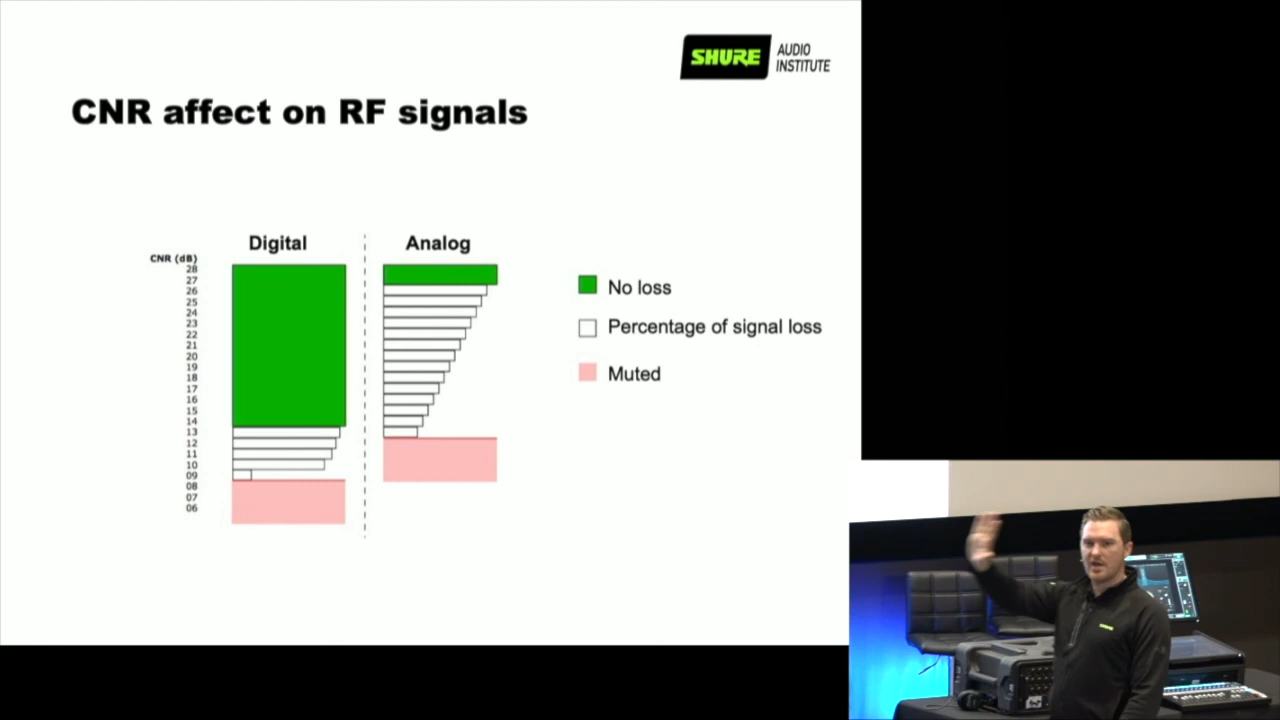 SHURE AUDIO
INSTITUTE
CNR affect on RF signals
Digital
Analog
CNR (dB)
28
27
26
25
24
23
22
21
20
19
18
17
16
15
14
13
12
11
10
09
08
07
06
No loss
Percentage of signal loss
Muted
SHURE